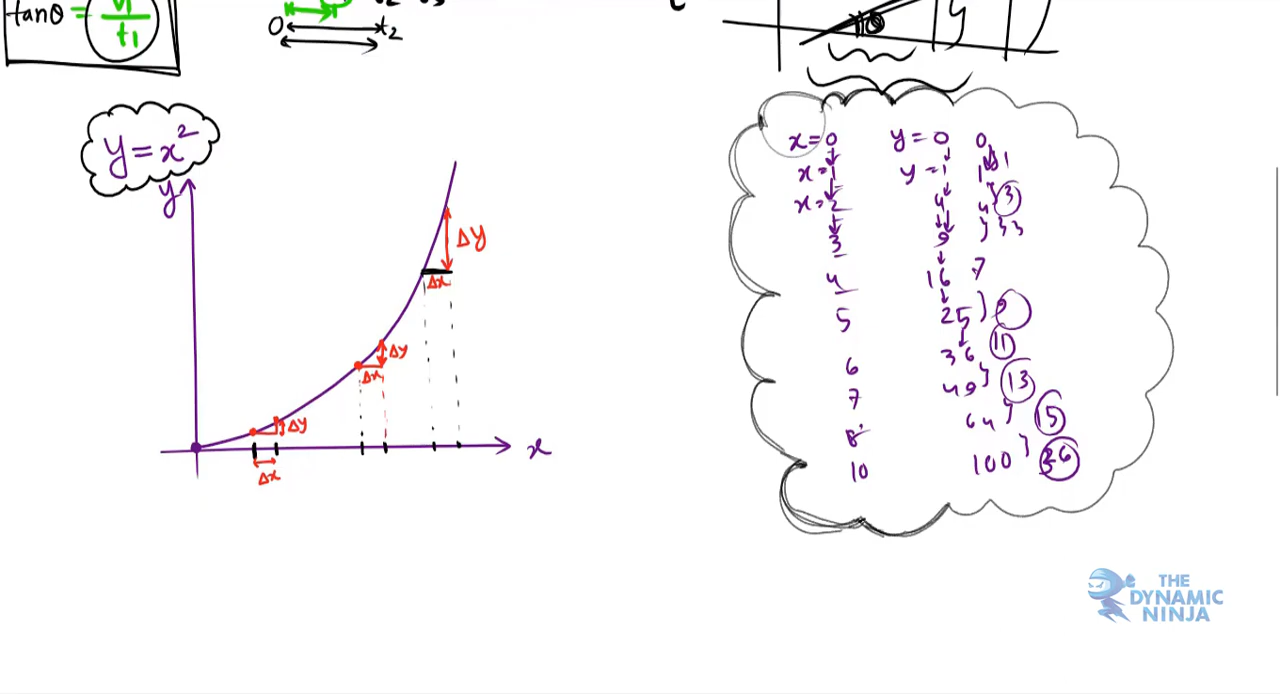 tanθ = v₁/t₁
0 t₂
θ y
y = x²
y
Δy
Δx
Δy
Δx
Δy
Δx
x
x=0 y=0 0
x=1 y=1 1 1
x=2 4 4 3
3 9
4 16 7
5 25 9
6 36 11
7 49 13
8 64 15
10 100 36
THE
DYNAMIC
NINJA